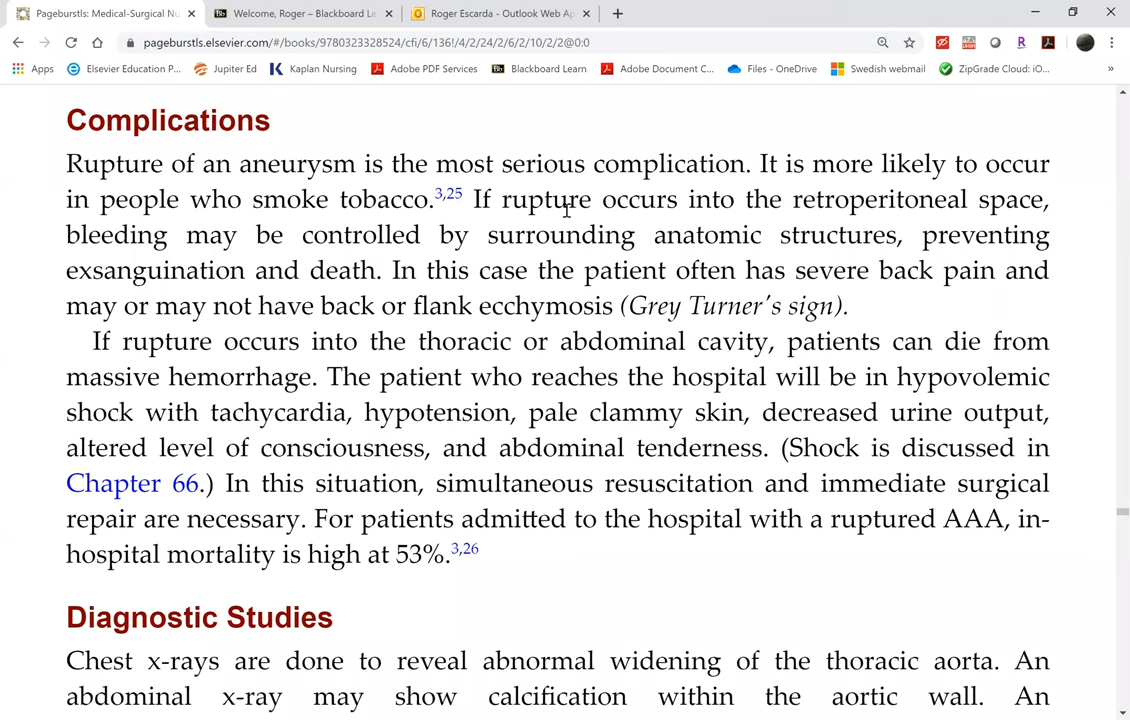 Pageburstls: Medical-Surgical Nu
Welcome, Roger – Blackboard Le
Roger Escarda - Outlook Web Ap
pageburstls.elsevier.com/#/books/9780323328524/cfi/6/136!/4/2/24/2/6/2/10/2/2@0:0
Apps
Elsevier Education P...
Jupiter Ed
Kaplan Nursing
Adobe PDF Services
Blackboard Learn
Adobe Document C...
Files - OneDrive
Swedish webmail
ZipGrade Cloud: iO...
Complications
Rupture of an aneurysm is the most serious complication. It is more likely to occur
in people who smoke tobacco.3,25 If rupture occurs into the retroperitoneal space,
bleeding may be controlled by surrounding anatomic structures, preventing
exsanguination and death. In this case the patient often has severe back pain and
may or may not have back or flank ecchymosis (Grey Turner's sign).
If rupture occurs into the thoracic or abdominal cavity, patients can die from
massive hemorrhage. The patient who reaches the hospital will be in hypovolemic
shock with tachycardia, hypotension, pale clammy skin, decreased urine output,
altered level of consciousness, and abdominal tenderness. (Shock is discussed in
Chapter 66.) In this situation, simultaneous resuscitation and immediate surgical
repair are necessary. For patients admitted to the hospital with a ruptured AAA, in-
hospital mortality is high at 53%.3,26
Diagnostic Studies
Chest x-rays are done to reveal abnormal widening of the thoracic aorta. An
abdominal x-ray may show calcification within the aortic wall. An